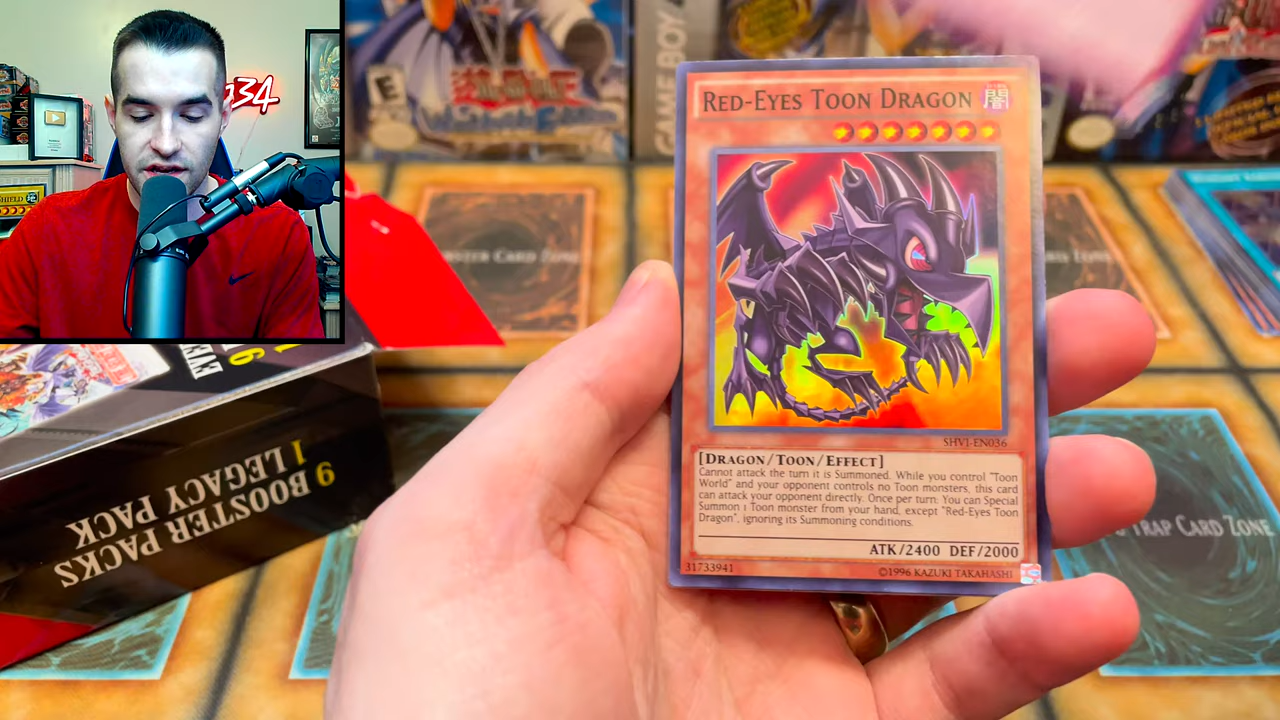 934
SHIELD
E
GAME BOY
RED-EYES TOON DRAGON
闇
SHVI-EN036
[DRAGON/TOON/EFFECT]
Cannot attack the turn it is Summoned. While you control "Toon
World" and your opponent controls no Toon monsters, this card
can attack your opponent directly. Once per turn: You can Special
Summon 1 Toon monster from your hand, except "Red-Eyes Toon
Dragon", ignoring its Summoning conditions.
ATK/2400 DEF/2000
31733941
©1996 KAZUKI TAKAHASHI
9 BOOSTER PACKS
1 LEGACY PACK
MONSTER CARD ZONE
TRAP CARD ZONE